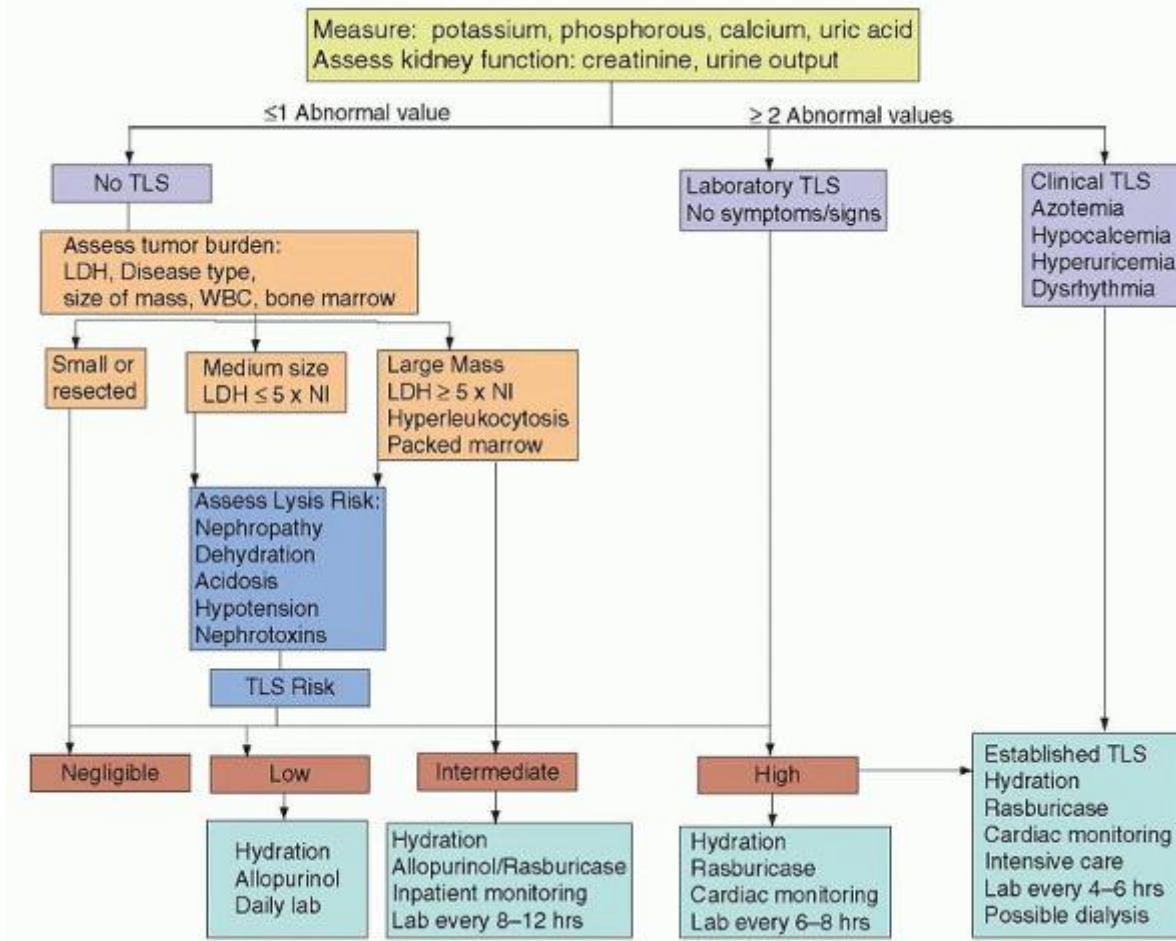 Measure: potassium, phosphorous, calcium, uric acid
Assess kidney function: creatinine, urine output
≤1 Abnormal value
≥ 2 Abnormal values
No TLS
Laboratory TLS
No symptoms/signs
Clinical TLS
Azotemia
Hypocalcemia
Hyperuricemia
Dysrhythmia
Assess tumor burden:
LDH, Disease type,
size of mass, WBC, bone marrow
Small or
resected
Medium size
LDH ≤ 5 x NI
Large Mass
LDH ≥ 5 x NI
Hyperleukocytosis
Packed marrow
Assess Lysis Risk:
Nephropathy
Dehydration
Acidosis
Hypotension
Nephrotoxins
TLS Risk
Negligible
Low
Intermediate
High
Hydration
Allopurinol
Daily lab
Hydration
Allopurinol/Rasburicase
Inpatient monitoring
Lab every 8–12 hrs
Hydration
Rasburicase
Cardiac monitoring
Lab every 6–8 hrs
Established TLS
Hydration
Rasburicase
Cardiac monitoring
Intensive care
Lab every 4–6 hrs
Possible dialysis